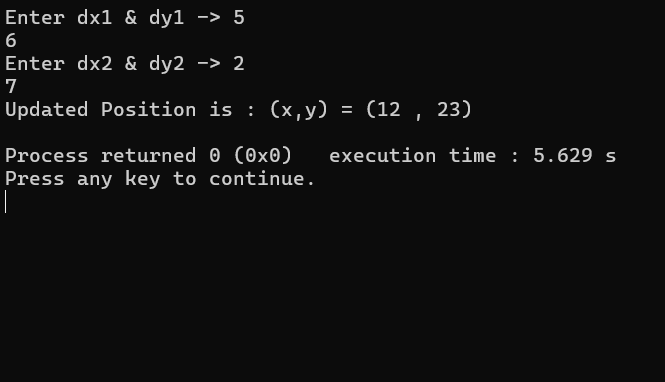 Enter dx1 & dy1 -> 5
6
Enter dx2 & dy2 -> 2
7
Updated Position is : (x,y) = (12 , 23)
Process returned 0 (0x0)   execution time : 5.629 s
Press any key to continue.